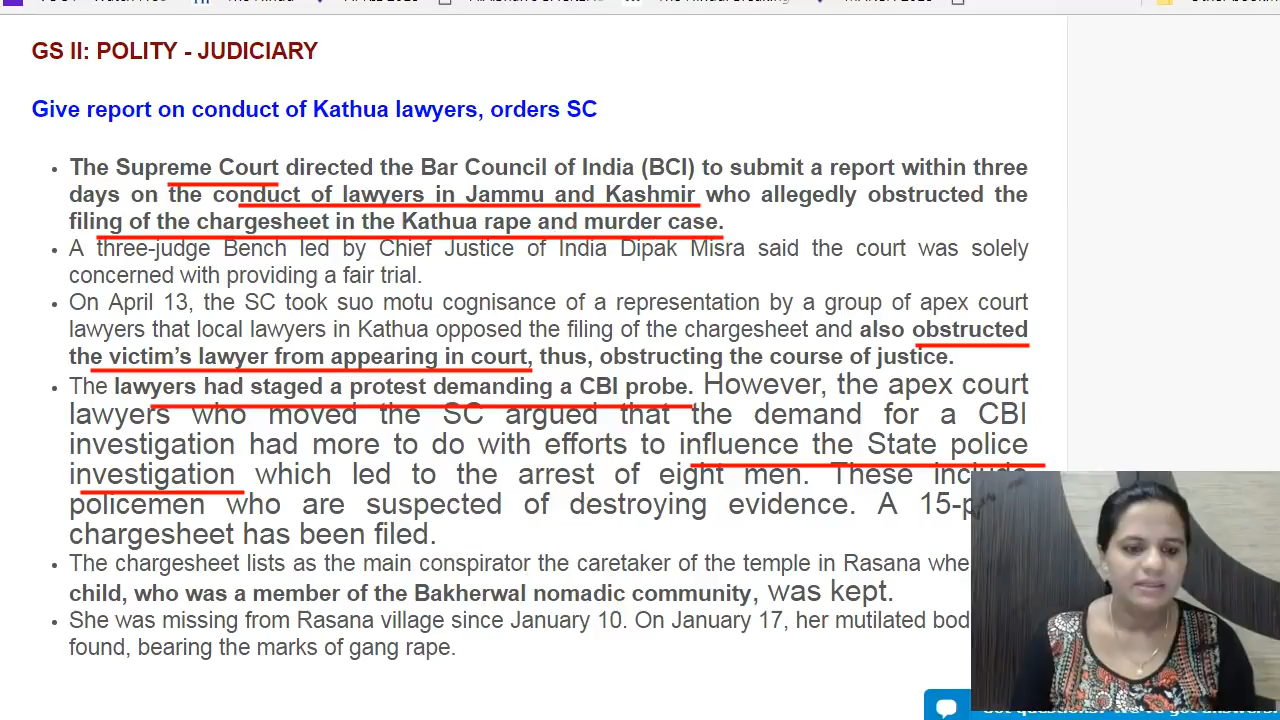 GS II: POLITY - JUDICIARY
Give report on conduct of Kathua lawyers, orders SC
• The Supreme Court directed the Bar Council of India (BCI) to submit a report within three
days on the conduct of lawyers in Jammu and Kashmir who allegedly obstructed the
filing of the chargesheet in the Kathua rape and murder case.
• A three-judge Bench led by Chief Justice of India Dipak Misra said the court was solely
concerned with providing a fair trial.
• On April 13, the SC took suo motu cognisance of a representation by a group of apex court
lawyers that local lawyers in Kathua opposed the filing of the chargesheet and also obstructed
the victim's lawyer from appearing in court, thus, obstructing the course of justice.
• The lawyers had staged a protest demanding a CBI probe. However, the apex court
lawyers who moved the SC argued that the demand for a CBI
investigation had more to do with efforts to influence the State police
investigation which led to the arrest of eight men. These include
policemen who are suspected of destroying evidence. A 15-p
chargesheet has been filed.
• The chargesheet lists as the main conspirator the caretaker of the temple in Rasana whe
child, who was a member of the Bakherwal nomadic community, was kept.
• She was missing from Rasana village since January 10. On January 17, her mutilated bod
found, bearing the marks of gang rape.